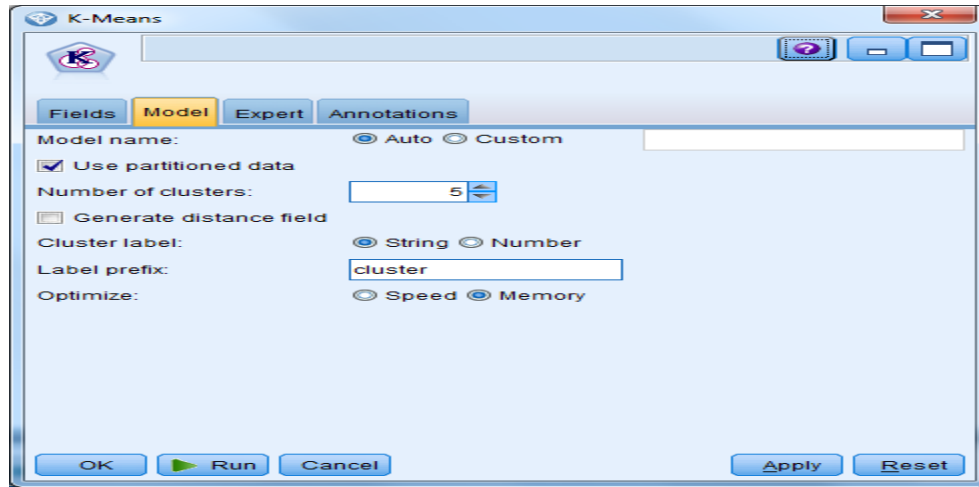 K-Means
Fields Model Expert Annotations
Model name: Auto Custom
Use partitioned data
Number of clusters: 5
Generate distance field
Cluster label: String Number
Label prefix: cluster
Optimize: Speed Memory
OK Run Cancel Apply Reset